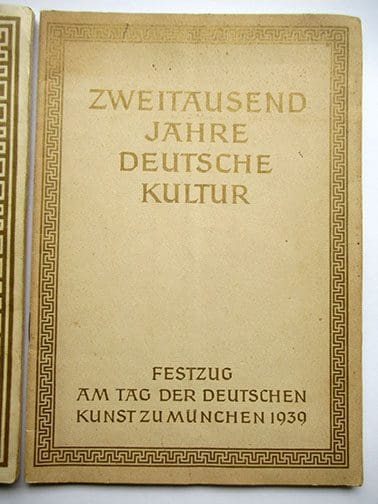 ZWEITAUSEND
JAHRE
DEUTSCHE
KULTUR
FESTZUG
AM TAG DER DEUTSCHEN
KUNST ZU MÜNCHEN 1939